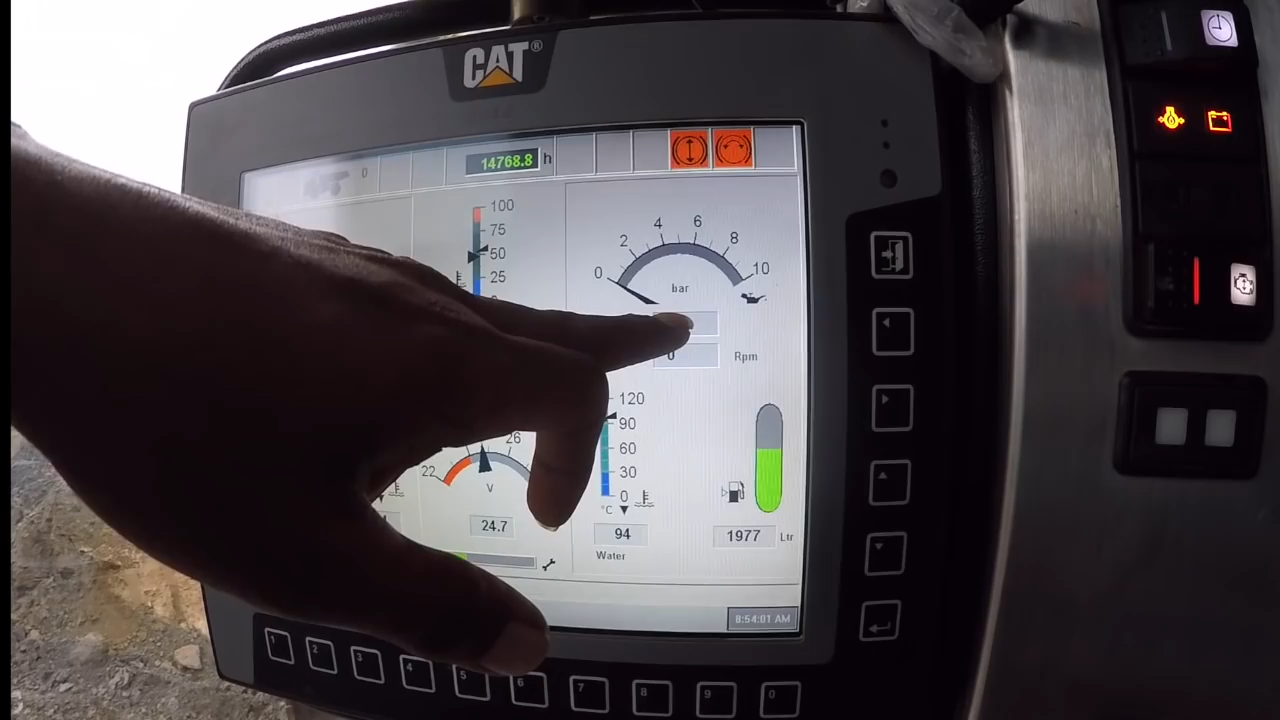 CAT®
0
14768.8 h
100
75
50
25
0 2 4 6 8 10
bar
0 Rpm
22
26
V
24.7
120
90
60
30
0
°C
94
Water
1977 Ltr
8:54:01 AM
1 2 3 4 5 6 7 8 9 0